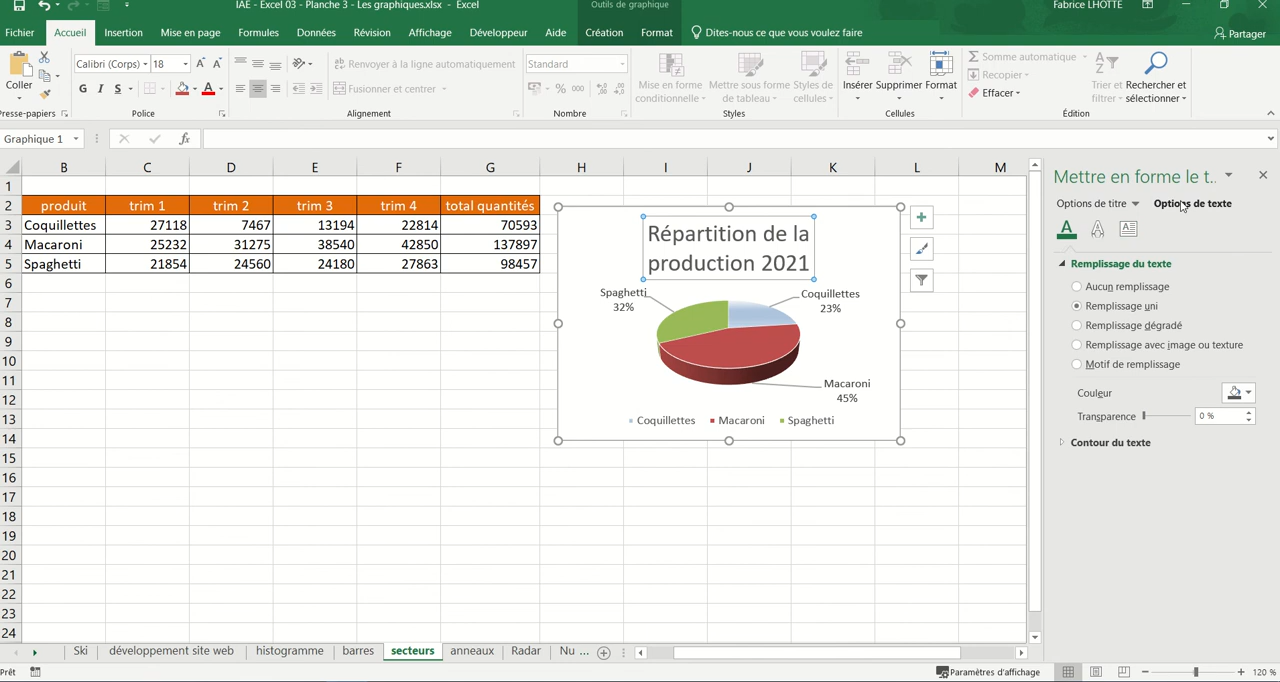 IAE - Excel 03 - Planche 3 - Les graphiques.xlsx - Excel
Outils de graphique
Fabrice LHOTTE
Fichier Accueil Insertion Mise en page Formules Données Révision Affichage Développeur Aide Création Format Dites-nous ce que vous voulez faire Partager
Coller
Calibri (Corps) 18
Renvoyer à la ligne automatiquement
Standard
Somme automatique
G I S
Fusionner et centrer
% 000
Mise en forme conditionnelle
Mettre sous forme de tableau
Styles de cellules
Insérer Supprimer Format
Recopier
Effacer
Trier et filtrer
Rechercher et sélectionner
Presse-papiers Police Alignement Nombre Styles Cellules Édition
Graphique 1 fx
B C D E F G H I J K L M
1
2 produit trim 1 trim 2 trim 3 trim 4 total quantités
3 Coquillettes 27118 7467 13194 22814 70593
4 Macaroni 25232 31275 38540 42850 137897
5 Spaghetti 21854 24560 24180 27863 98457
6
7
8
9
10
11
12
13
14
15
16
17
18
19
20
21
22
23
24
Répartition de la
production 2021
Spaghetti
32%
Coquillettes
23%
Macaroni
45%
Coquillettes Macaroni Spaghetti
Mettre en forme le t...
Options de titre Options de texte
Remplissage du texte
Aucun remplissage
Remplissage uni
Remplissage dégradé
Remplissage avec image ou texture
Motif de remplissage
Couleur
Transparence 0 %
Contour du texte
Ski développement site web histogramme barres secteurs anneaux Radar Nu ...
Prêt Paramètres d'affichage 120 %